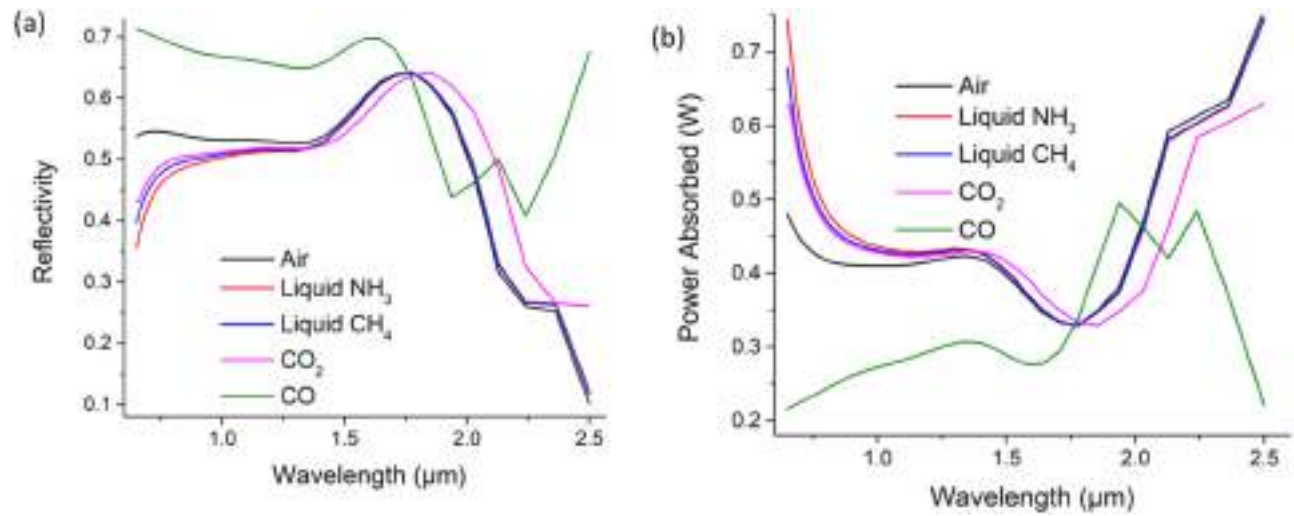 (a)
0.7
0.6
0.5
0.4
0.3
0.2
0.1
Reflectivity
Air
Liquid NH₃
Liquid CH₄
CO₂
CO
1.0 1.5 2.0 2.5
Wavelength (μm)
(b)
0.7
0.6
0.5
0.4
0.3
0.2
Power Absorbed (W)
Air
Liquid NH₃
Liquid CH₄
CO₂
CO
1.0 1.5 2.0 2.5
Wavelength (μm)